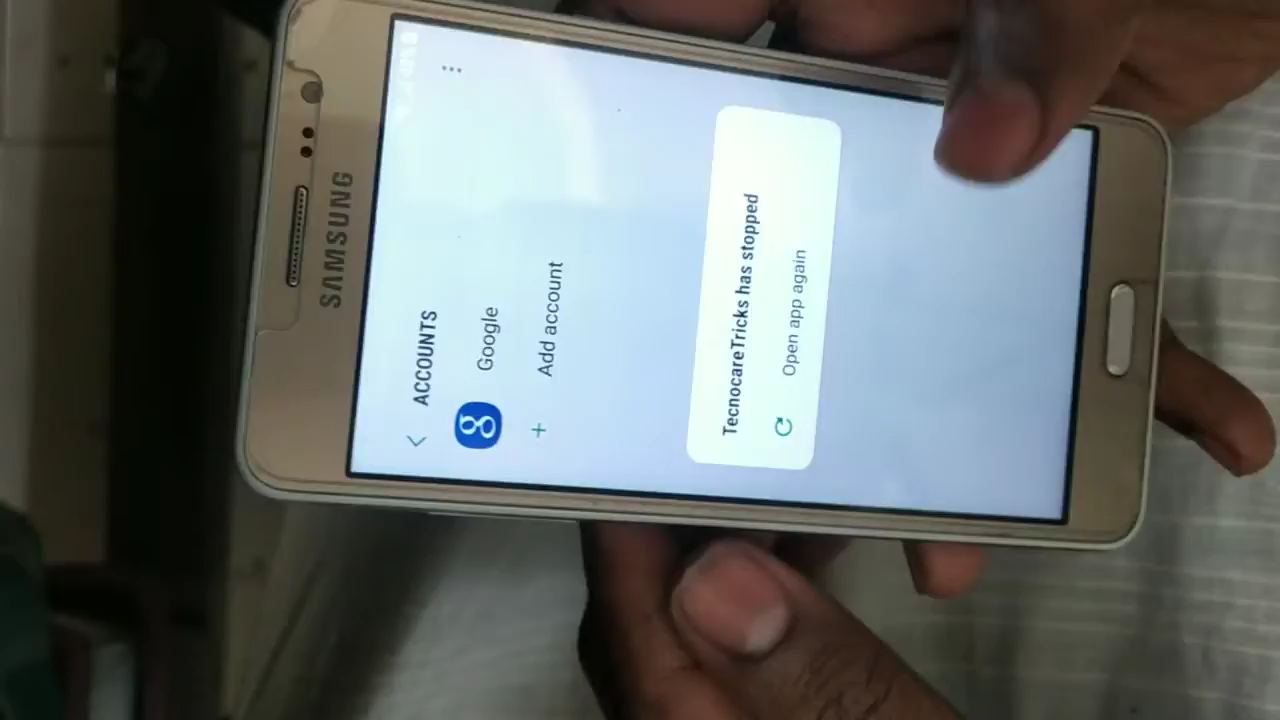 SAMSUNG
ACCOUNTS
Google
Add account
TecnocareTricks has stopped
Open app again